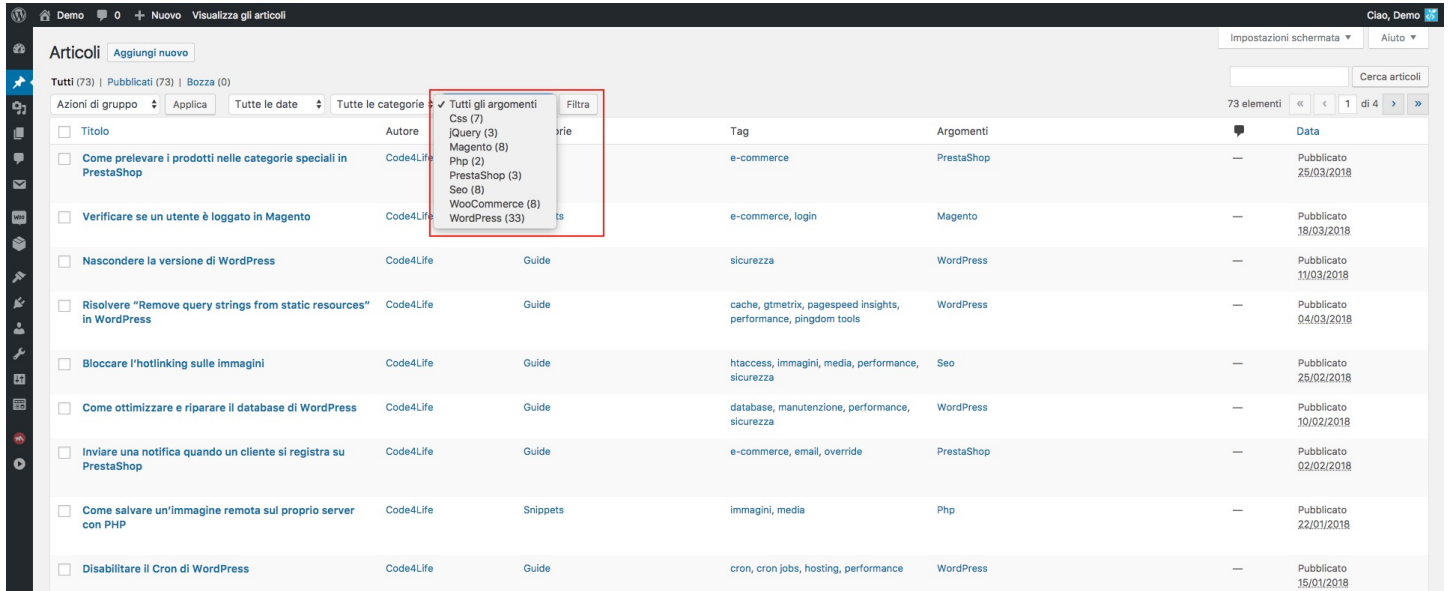 Demo 0 + Nuovo Visualizza gli articoli Ciao, Demo
Impostazioni schermata ▼ Aiuto ▼
Articoli Aggiungi nuovo
Tutti (73) | Pubblicati (73) | Bozza (0)
Cerca articoli
Azioni di gruppo Applica Tutte le date Tutte le categorie ✓ Tutti gli argomenti Filtra 73 elementi « ‹ 1 di 4 › »
Css (7)
jQuery (3)
Magento (8)
Php (2)
PrestaShop (3)
Seo (8)
WooCommerce (8)
WordPress (33)
Titolo Autore Tag Argomenti Data
Come prelevare i prodotti nelle categorie speciali in Code4Life e-commerce PrestaShop — Pubblicato
PrestaShop 25/03/2018
Verificare se un utente è loggato in Magento Code4Life e-commerce, login Magento — Pubblicato
18/03/2018
Nascondere la versione di WordPress Code4Life Guide sicurezza WordPress — Pubblicato
11/03/2018
Risolvere “Remove query strings from static resources” Code4Life Guide cache, gtmetrix, pagespeed insights, WordPress — Pubblicato
in WordPress performance, pingdom tools 04/03/2018
Bloccare l’hotlinking sulle immagini Code4Life Guide htaccess, immagini, media, performance, Seo — Pubblicato
sicurezza 25/02/2018
Come ottimizzare e riparare il database di WordPress Code4Life Guide database, manutenzione, performance, WordPress — Pubblicato
sicurezza 10/02/2018
Inviare una notifica quando un cliente si registra su Code4Life Guide e-commerce, email, override PrestaShop — Pubblicato
PrestaShop 02/02/2018
Come salvare un’immagine remota sul proprio server Code4Life Snippets immagini, media Php — Pubblicato
con PHP 22/01/2018
Disabilitare il Cron di WordPress Code4Life Guide cron, cron jobs, hosting, performance WordPress — Pubblicato
15/01/2018